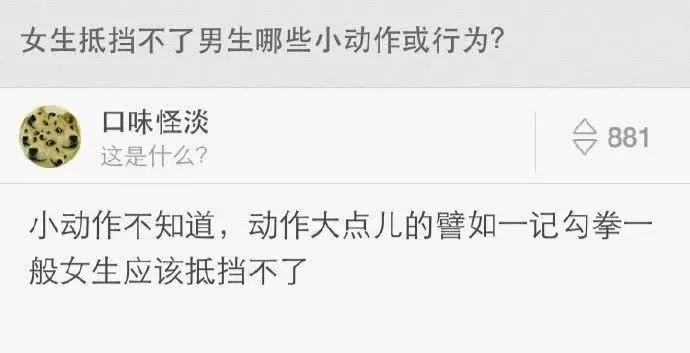 女生抵挡不了男生哪些小动作或行为?
口味怪淡
这是什么?
881
小动作不知道，动作大点儿的譬如一记勾拳一
般女生应该抵挡不了